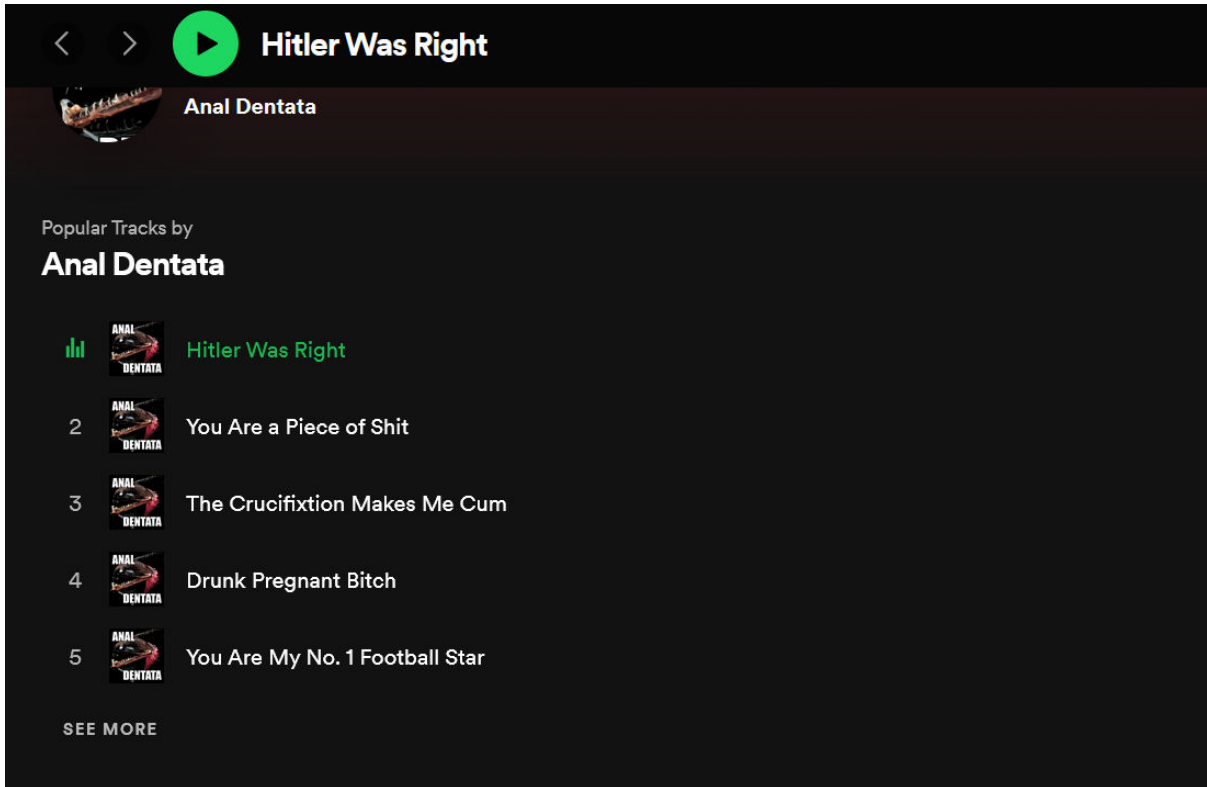 Hitler Was Right
Anal Dentata
Popular Tracks by
Anal Dentata
ANAL
DENTATA
Hitler Was Right
2
ANAL
DENTATA
You Are a Piece of Shit
3
ANAL
DENTATA
The Crucifixtion Makes Me Cum
4
ANAL
DENTATA
Drunk Pregnant Bitch
5
ANAL
DENTATA
You Are My No. 1 Football Star
SEE MORE